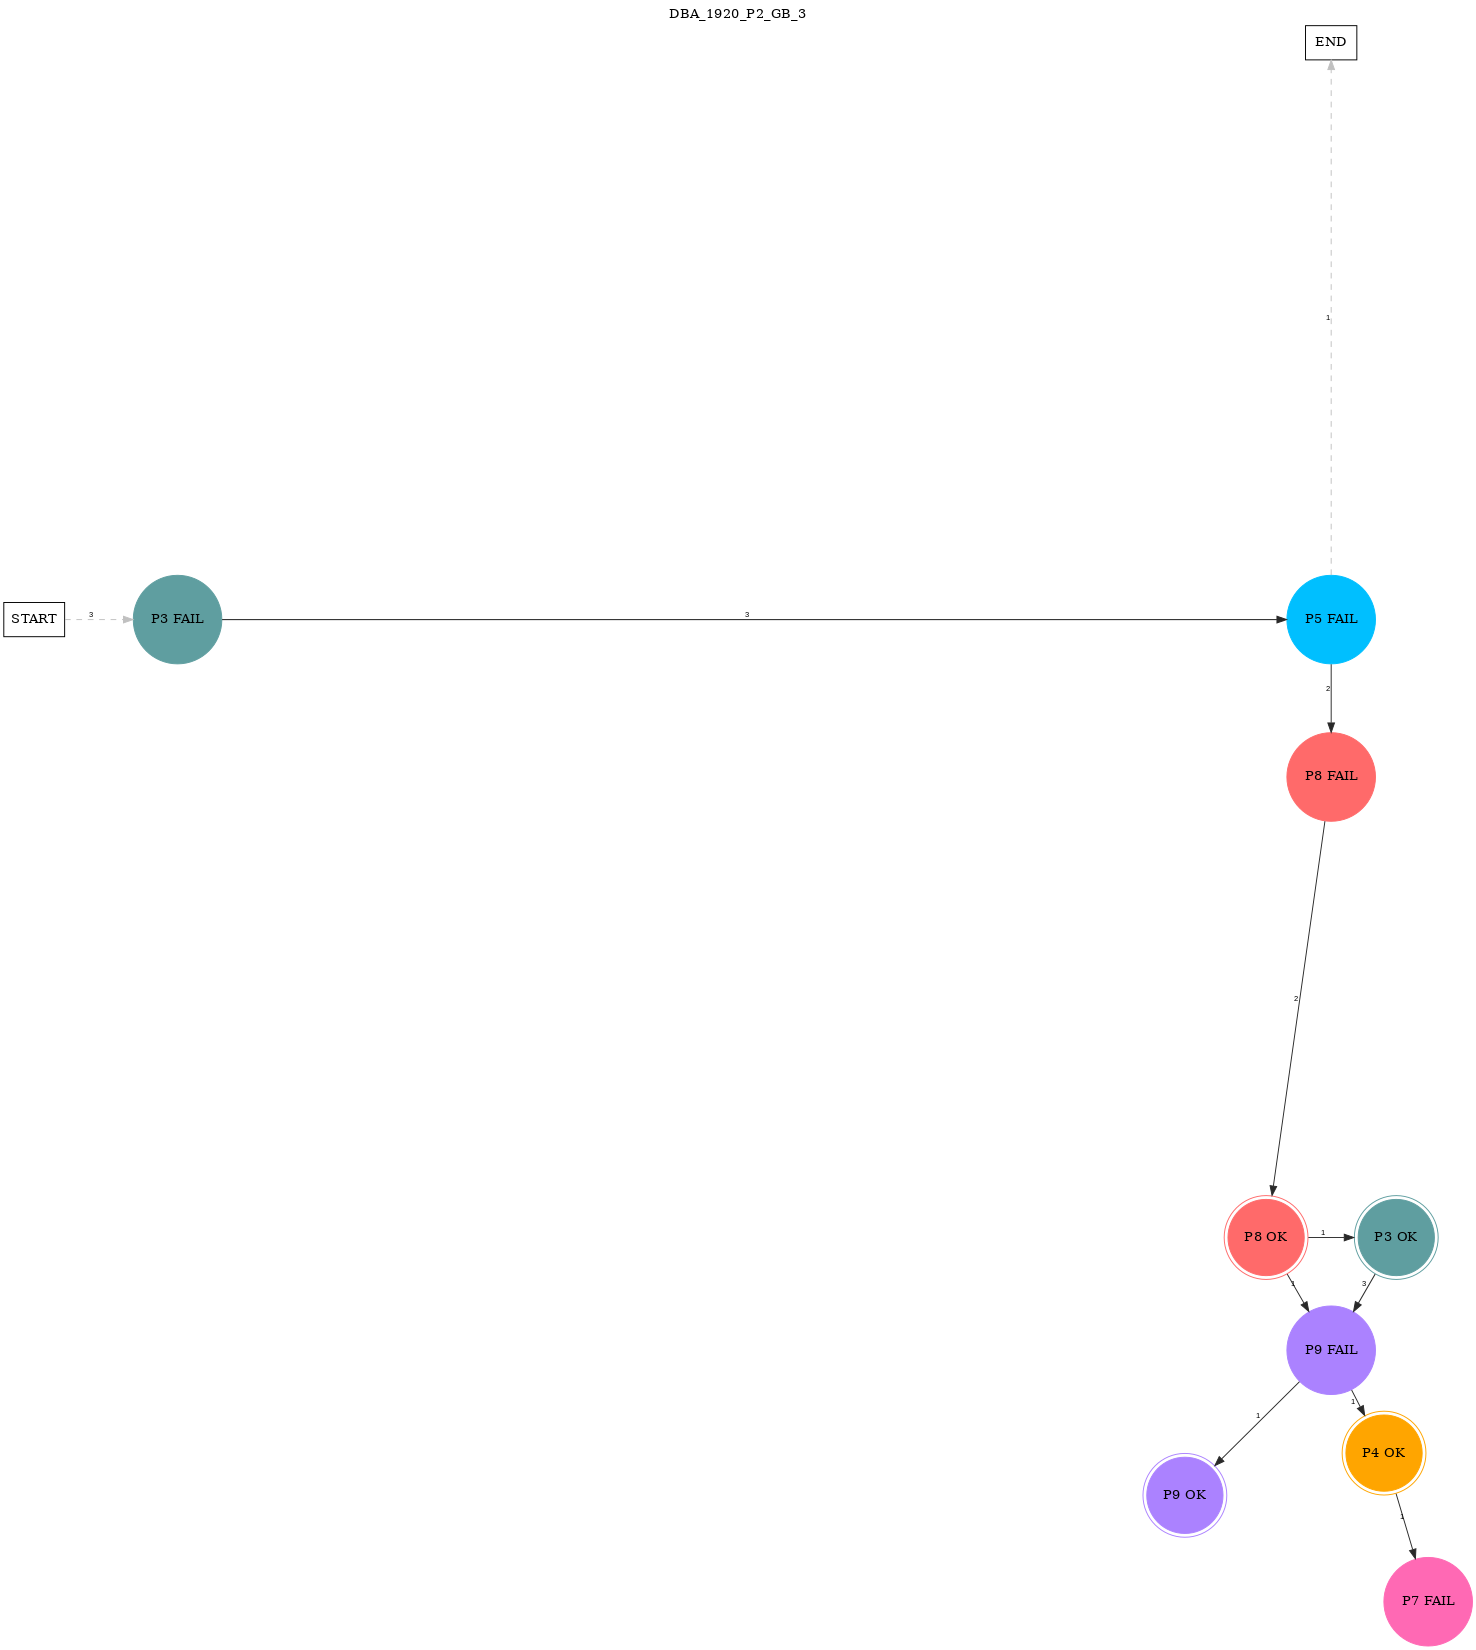 DBA_1920_P2_GB_3
END
1
START
3
P3 FAIL
3
P5 FAIL
2
P8 FAIL
2
P8 OK
1
P3 OK
1
3
P9 FAIL
1
1
P4 OK
P9 OK
P7 FAIL